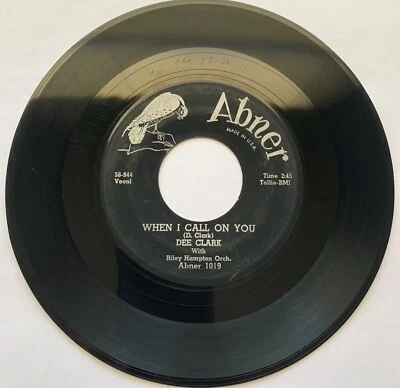 Abner
MADE IN U.S.A.
58-944
Vocal
Time 2:45
Tollie-BMI
WHEN I CALL ON YOU
(D. Clark)
DEE CLARK
With
Riley Hampton Orch.
Abner 1019